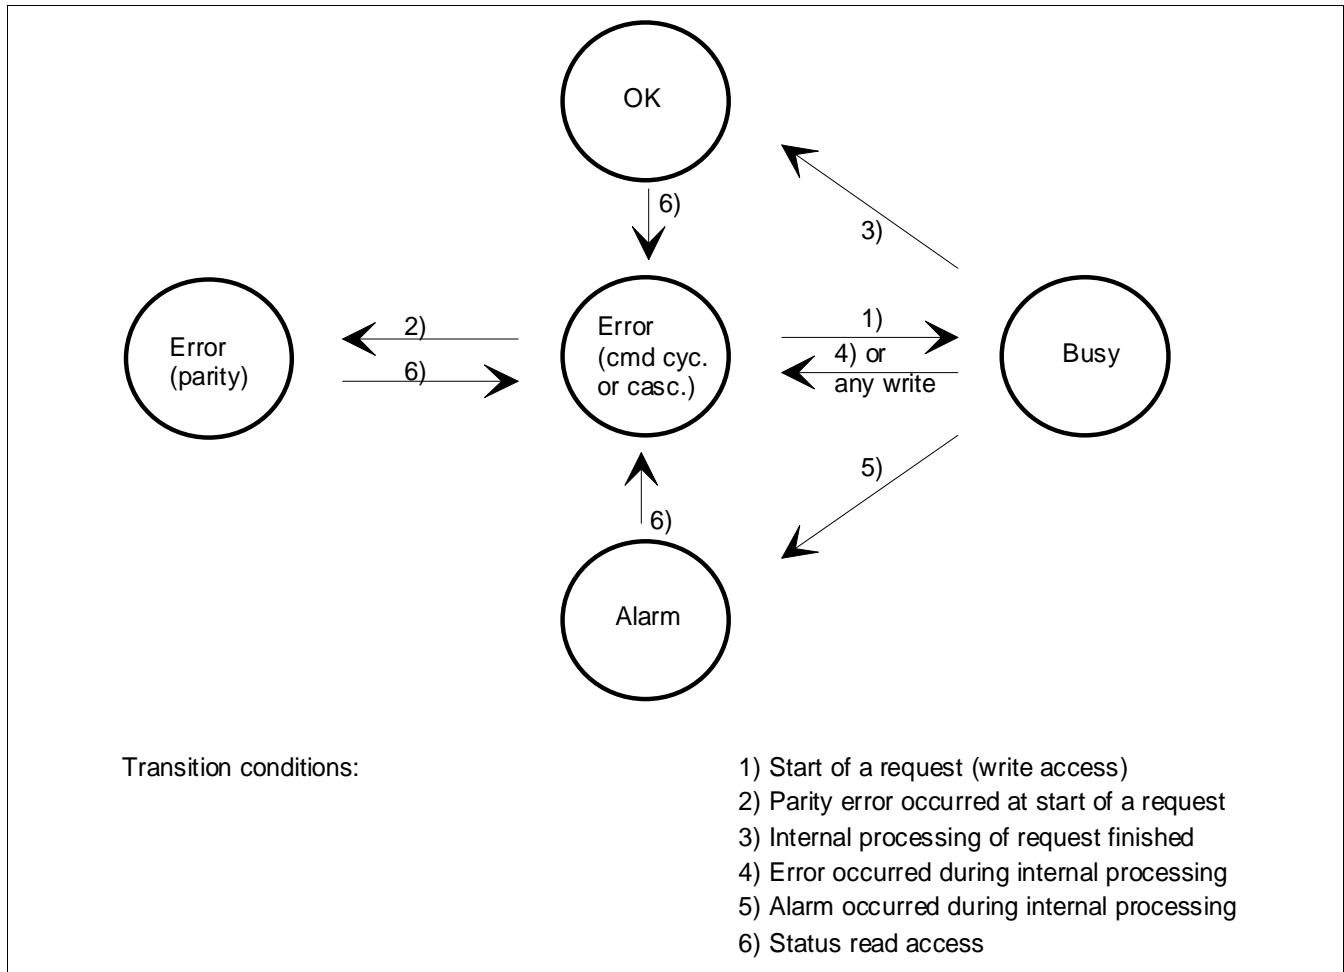 OK
6)
3)
Error
(parity)
2)
6)
Error
(cmd cyc.
or casc.)
1)
4) or
any write
Busy
5)
6)
Alarm
Transition conditions:
1) Start of a request (write access)
2) Parity error occurred at start of a request
3) Internal processing of request finished
4) Error occurred during internal processing
5) Alarm occurred during internal processing
6) Status read access